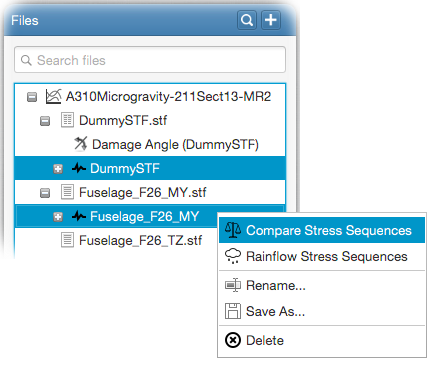 Files
Search files
A310Microgravity-211Sect13-MR2
DummySTF.stf
Damage Angle (DummySTF)
DummySTF
Fuselage_F26_MY.stf
Fuselage_F26_MY
Fuselage_F26_TZ.stf
Compare Stress Sequences
Rainflow Stress Sequences
Rename...
Save As...
Delete